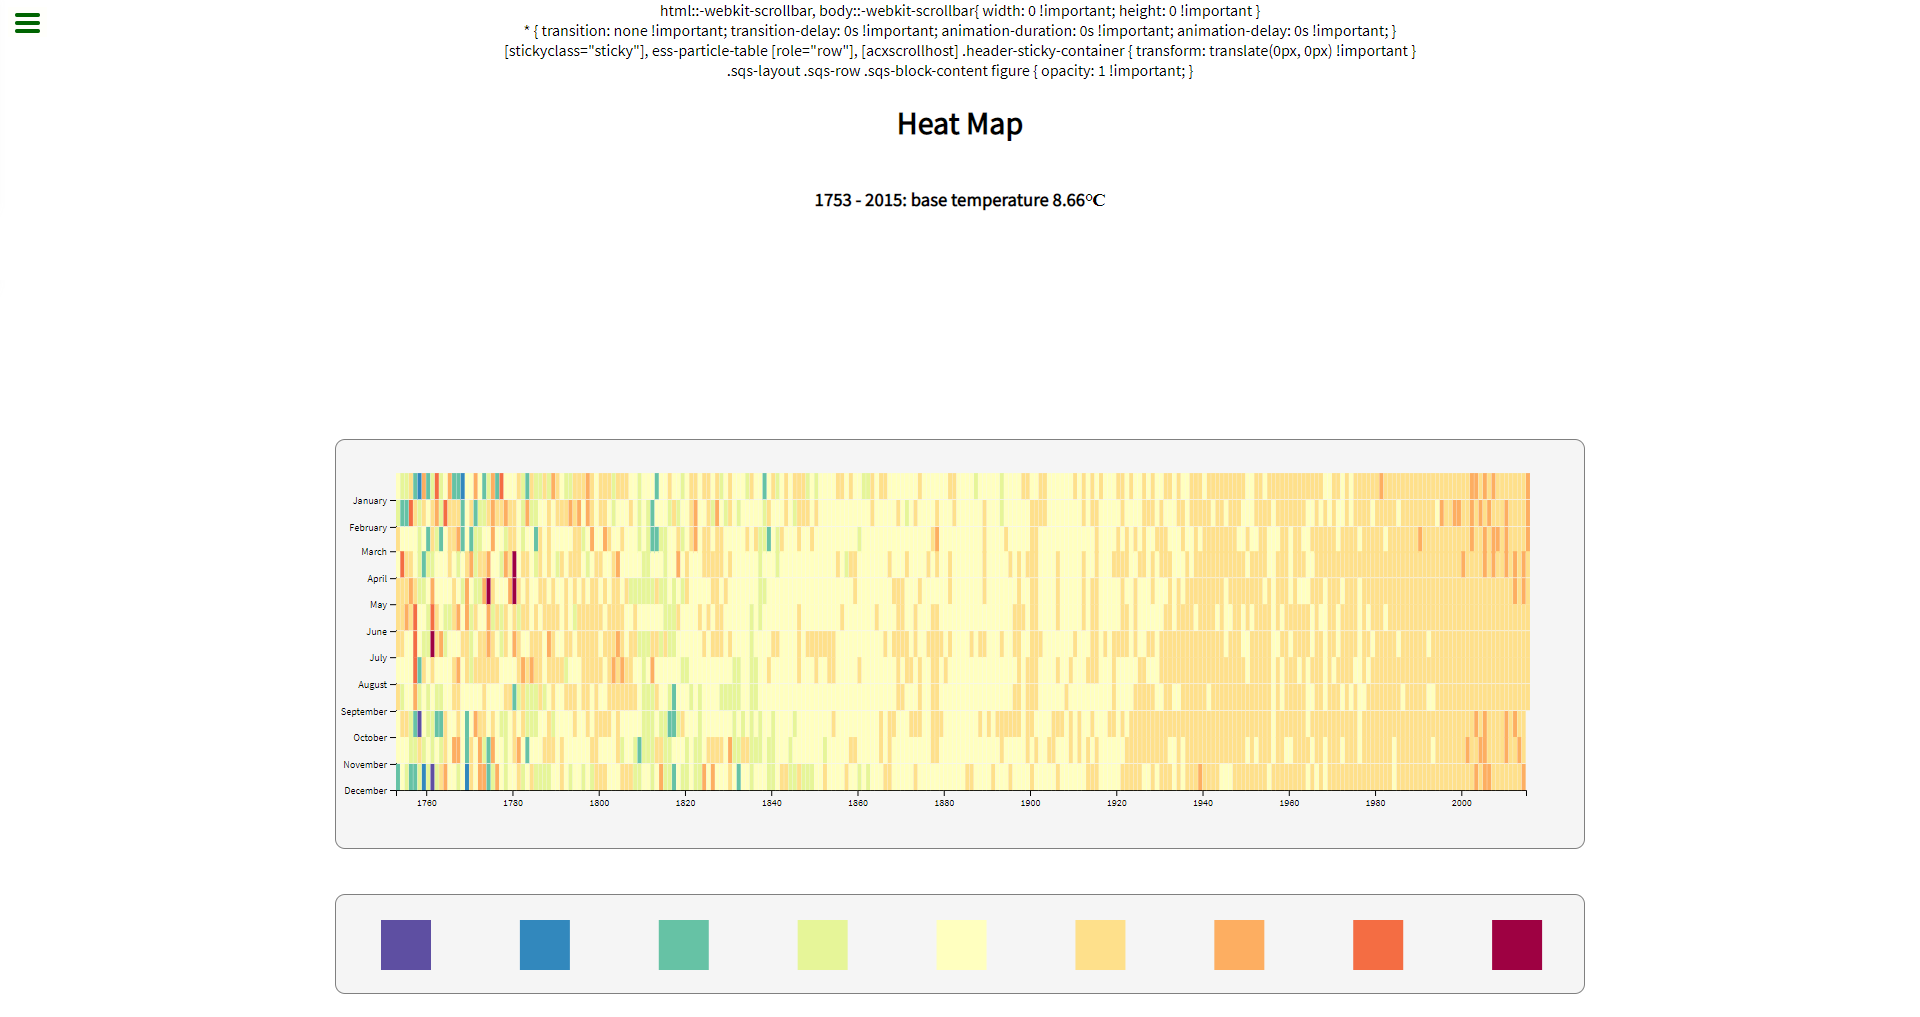 html::-webkit-scrollbar, body::-webkit-scrollbar{ width: 0 !important; height: 0 !important }
* { transition: none !important; transition-delay: 0s !important; animation-duration: 0s !important; animation-delay: 0s !important; }
[stickyclass="sticky"], ess-particle-table [role="row"], [acxscrollhost] .header-sticky-container { transform: translate(0px, 0px) !important }
.sqs-layout .sqs-row .sqs-block-content figure { opacity: 1 !important; }
Heat Map
1753 - 2015: base temperature 8.66℃
January
February
March
April
May
June
July
August
September
October
November
December
1760 1780 1800 1820 1840 1860 1880 1900 1920 1940 1960 1980 2000